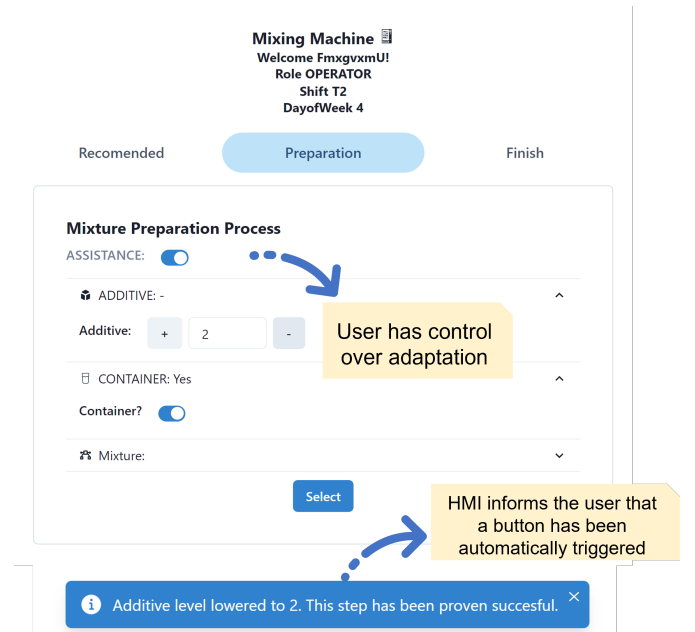 Mixing Machine
Welcome FmxgvxmU!
Role OPERATOR
Shift T2
DayofWeek 4
Recomended Preparation Finish
Mixture Preparation Process
ASSISTANCE:
ADDITIVE: -
Additive: + 2 -
User has control
over adaptation
CONTAINER: Yes
Container?
Mixture:
Select
HMI informs the user that
a button has been
automatically triggered
Additive level lowered to 2. This step has been proven succesful.